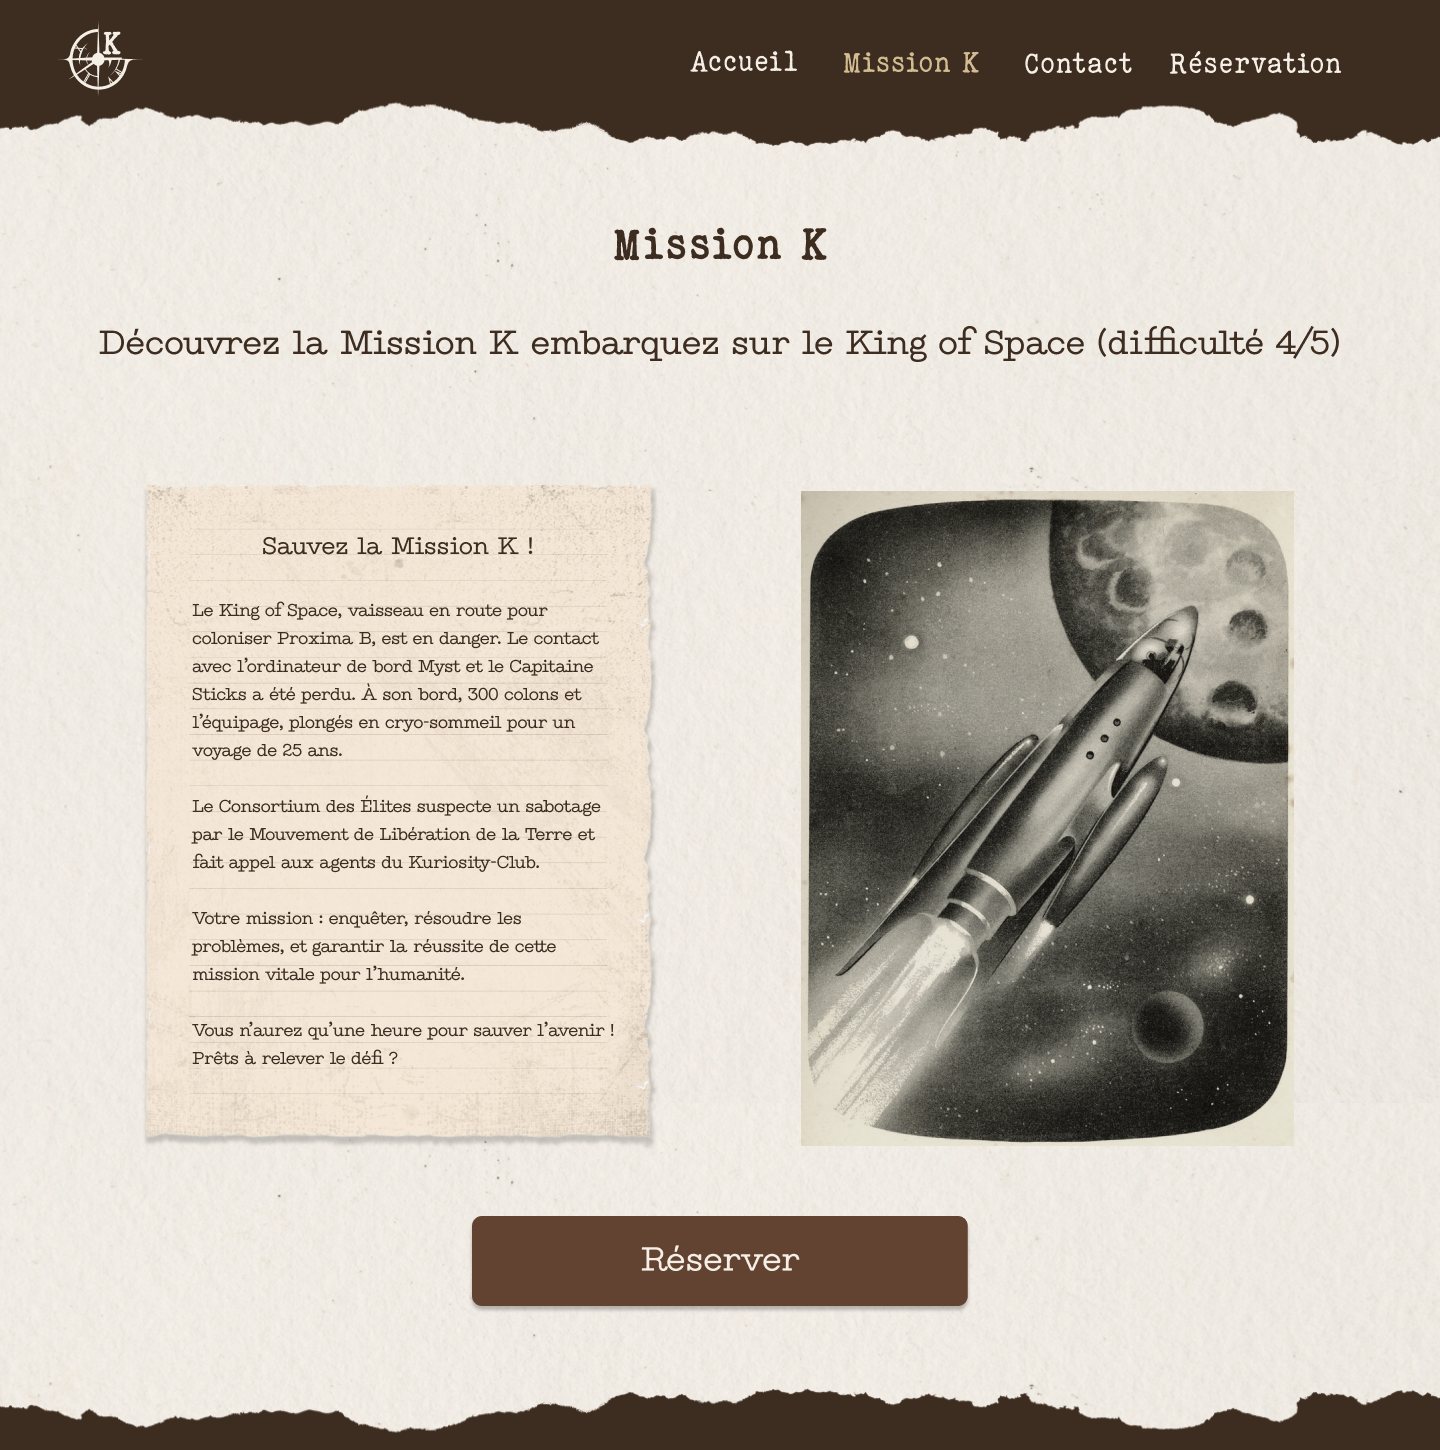 K
Accueil
Mission K
Contact
Réservation
Mission K
Découvrez la Mission K embarquez sur le King of Space (difficulté 4/5)
Sauvez la Mission K !
Le King of Space, vaisseau en route pour
coloniser Proxima B, est en danger. Le contact
avec l’ordinateur de bord Myst et le Capitaine
Sticks a été perdu. À son bord, 300 colons et
l’équipage, plongés en cryo-sommeil pour un
voyage de 25 ans.
Le Consortium des Élites suspecte un sabotage
par le Mouvement de Libération de la Terre et
fait appel aux agents du Kuriosity-Club.
Votre mission : enquêter, résoudre les
problèmes, et garantir la réussite de cette
mission vitale pour l’humanité.
Vous n’aurez qu’une heure pour sauver l’avenir !
Prêts à relever le défi ?
Réserver